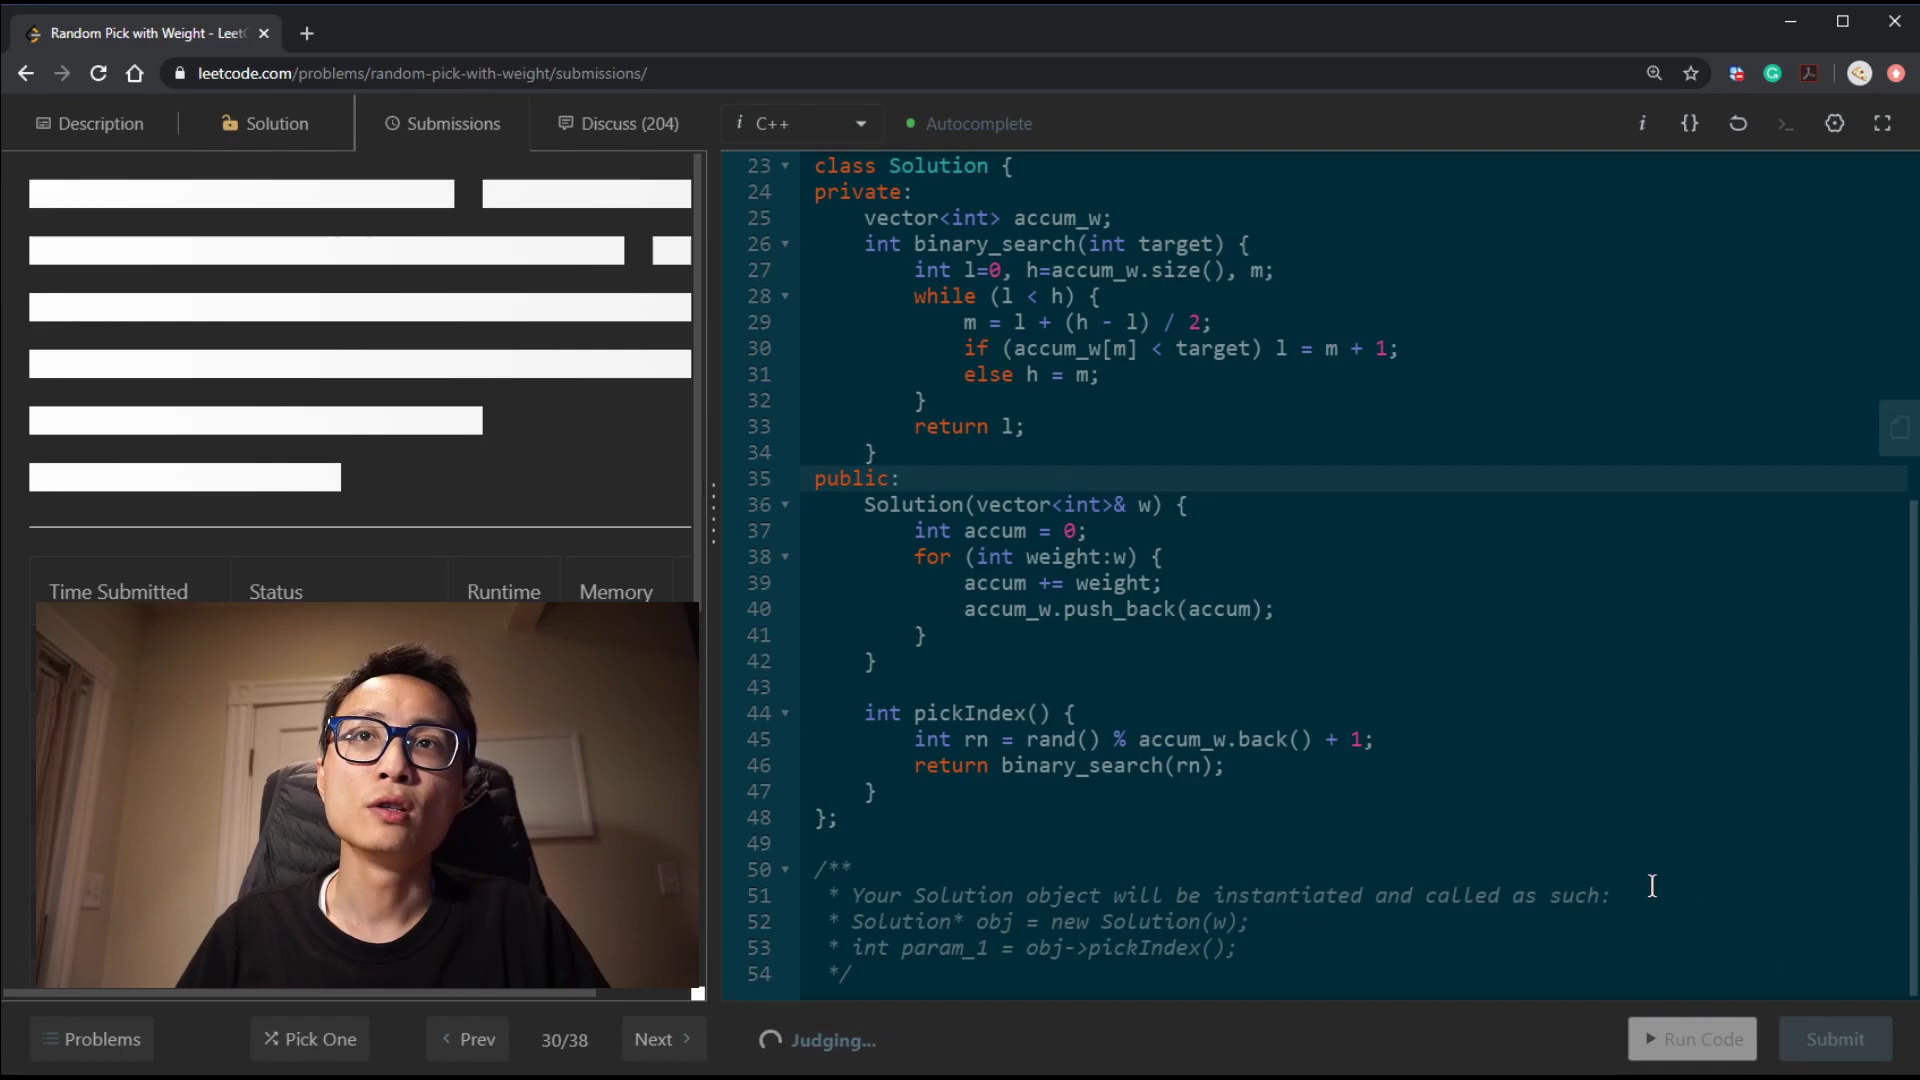 Random Pick with Weight - Leet
leetcode.com/problems/random-pick-with-weight/submissions/
Description
Solution
Submissions
Discuss (204)
i C++
Autocomplete
i {}
Time Submitted Status Runtime Memory
23 class Solution {
24 private:
25 vector<int> accum_w;
26 int binary_search(int target) {
27 int l=0, h=accum_w.size(), m;
28 while (l < h) {
29 m = l + (h - l) / 2;
30 if (accum_w[m] < target) l = m + 1;
31 else h = m;
32 }
33 return l;
34 }
35 public:
36 Solution(vector<int>& w) {
37 int accum = 0;
38 for (int weight:w) {
39 accum += weight;
40 accum_w.push_back(accum);
41 }
42 }
43
44 int pickIndex() {
45 int rn = rand() % accum_w.back() + 1;
46 return binary_search(rn);
47 }
48 };
49
50 /**
51 * Your Solution object will be instantiated and called as such:
52 * Solution* obj = new Solution(w);
53 * int param_1 = obj->pickIndex();
54 */
Problems
Pick One
< Prev
30/38
Next >
Judging...
Run Code
Submit